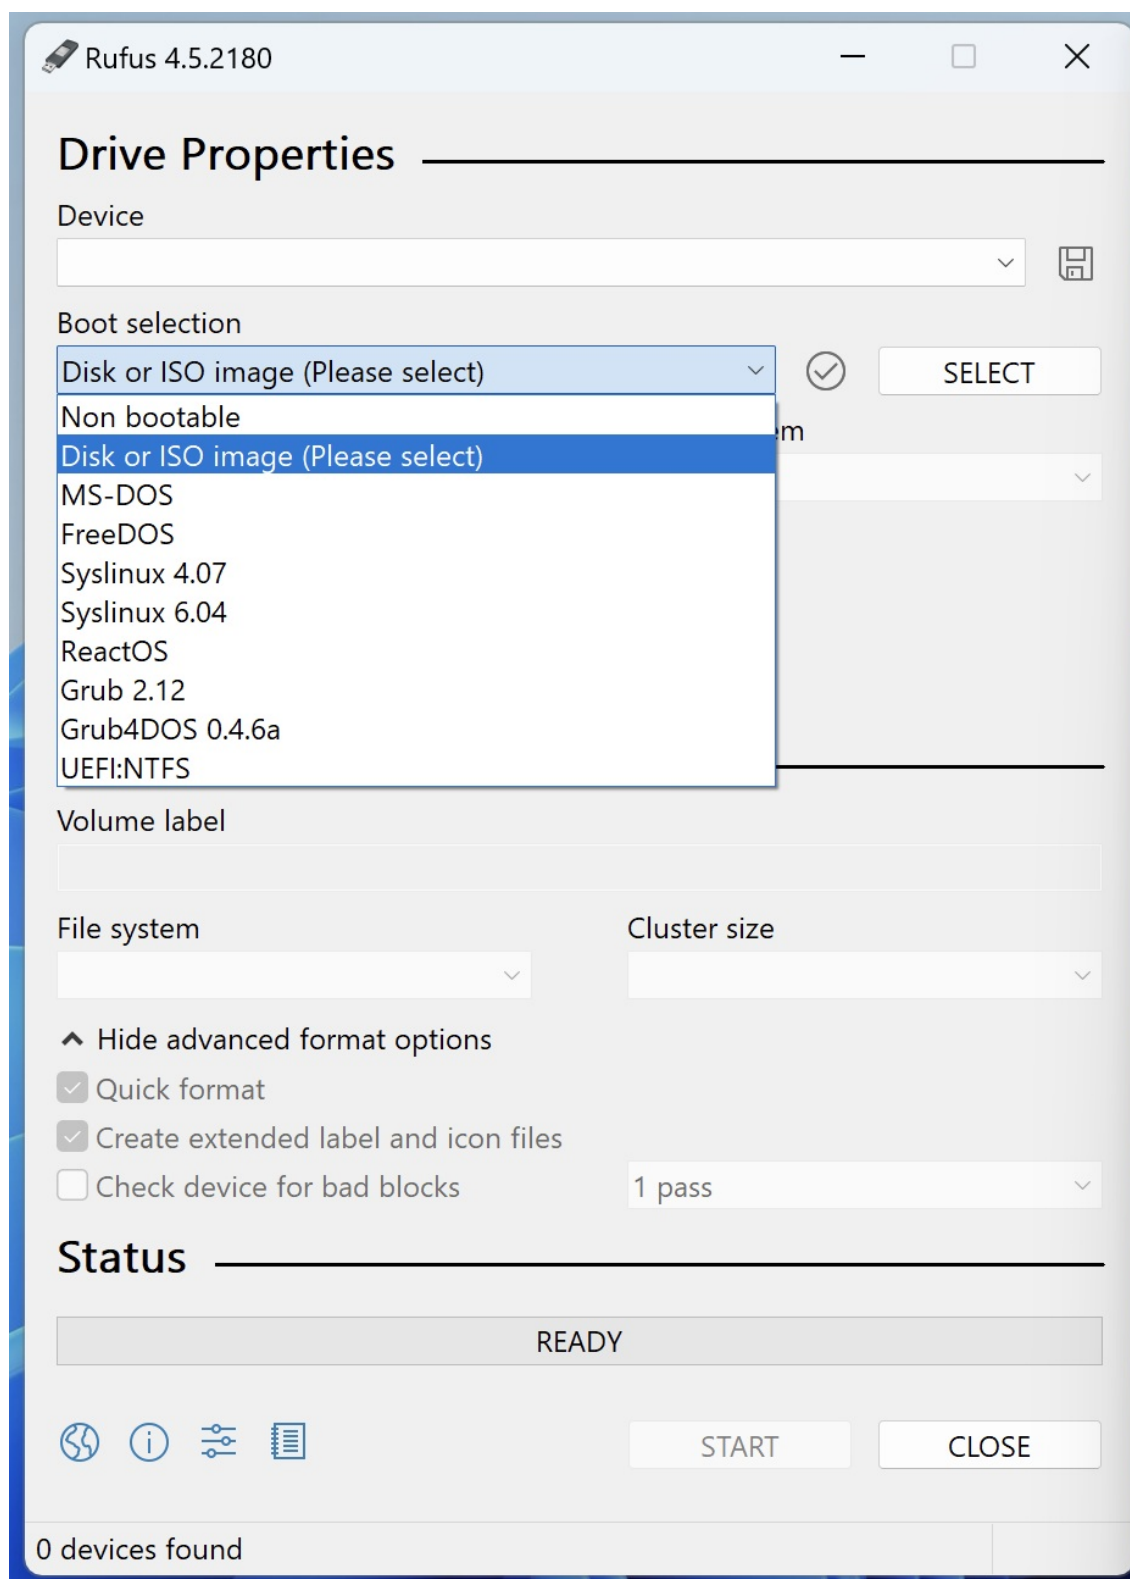 Rufus 4.5.2180
Drive Properties
Device
Boot selection
Disk or ISO image (Please select)
SELECT
Non bootable
em
Disk or ISO image (Please select)
MS-DOS
FreeDOS
Syslinux 4.07
Syslinux 6.04
ReactOS
Grub 2.12
Grub4DOS 0.4.6a
UEFI:NTFS
Volume label
File system
Cluster size
Hide advanced format options
Quick format
Create extended label and icon files
Check device for bad blocks
1 pass
Status
READY
START
CLOSE
0 devices found